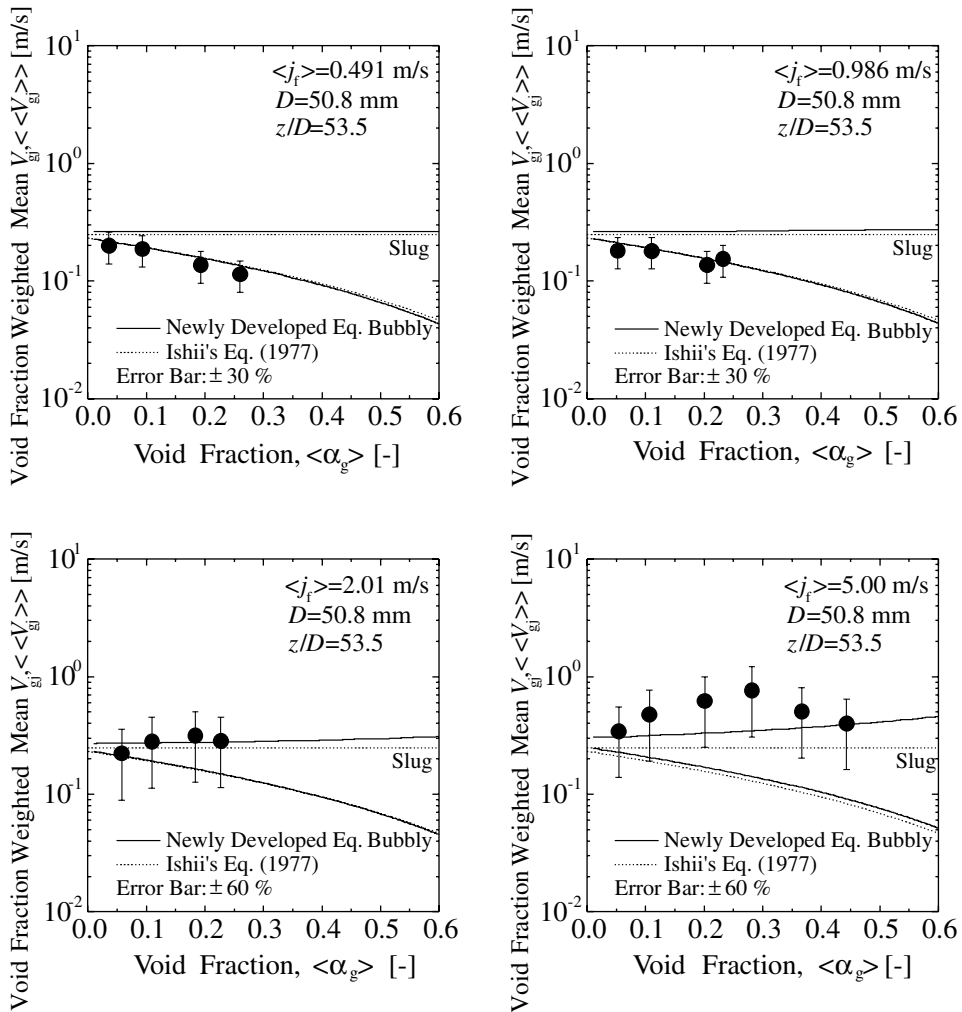 Void Fraction Weighted Mean V_gj, <<V_gj>> [m/s]
10^1
10^0
10^-1
10^-2
<j_f>=0.491 m/s
D=50.8 mm
z/D=53.5
Slug
Newly Developed Eq. Bubbly
Ishii's Eq. (1977)
Error Bar:±30 %
0.0 0.1 0.2 0.3 0.4 0.5 0.6
Void Fraction, <α_g> [-]
Void Fraction Weighted Mean V_gj, <<V_gj>> [m/s]
10^1
10^0
10^-1
10^-2
<j_f>=0.986 m/s
D=50.8 mm
z/D=53.5
Slug
Newly Developed Eq. Bubbly
Ishii's Eq. (1977)
Error Bar:±30 %
0.0 0.1 0.2 0.3 0.4 0.5 0.6
Void Fraction, <α_g> [-]
Void Fraction Weighted Mean V_gj, <<V_gj>> [m/s]
10^1
10^0
10^-1
10^-2
<j_f>=2.01 m/s
D=50.8 mm
z/D=53.5
Slug
Newly Developed Eq. Bubbly
Ishii's Eq. (1977)
Error Bar:±60 %
0.0 0.1 0.2 0.3 0.4 0.5 0.6
Void Fraction, <α_g> [-]
Void Fraction Weighted Mean V_gj, <<V_gj>> [m/s]
10^1
10^0
10^-1
10^-2
<j_f>=5.00 m/s
D=50.8 mm
z/D=53.5
Slug
Newly Developed Eq. Bubbly
Ishii's Eq. (1977)
Error Bar:±60 %
0.0 0.1 0.2 0.3 0.4 0.5 0.6
Void Fraction, <α_g> [-]